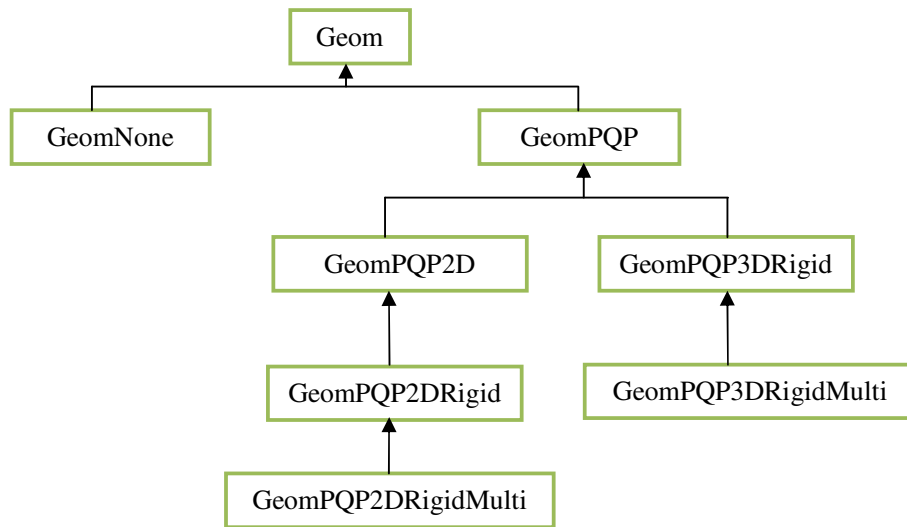 Geom
GeomNone
GeomPQP
GeomPQP2D
GeomPQP3DRigid
GeomPQP2DRigid
GeomPQP3DRigidMulti
GeomPQP2DRigidMulti